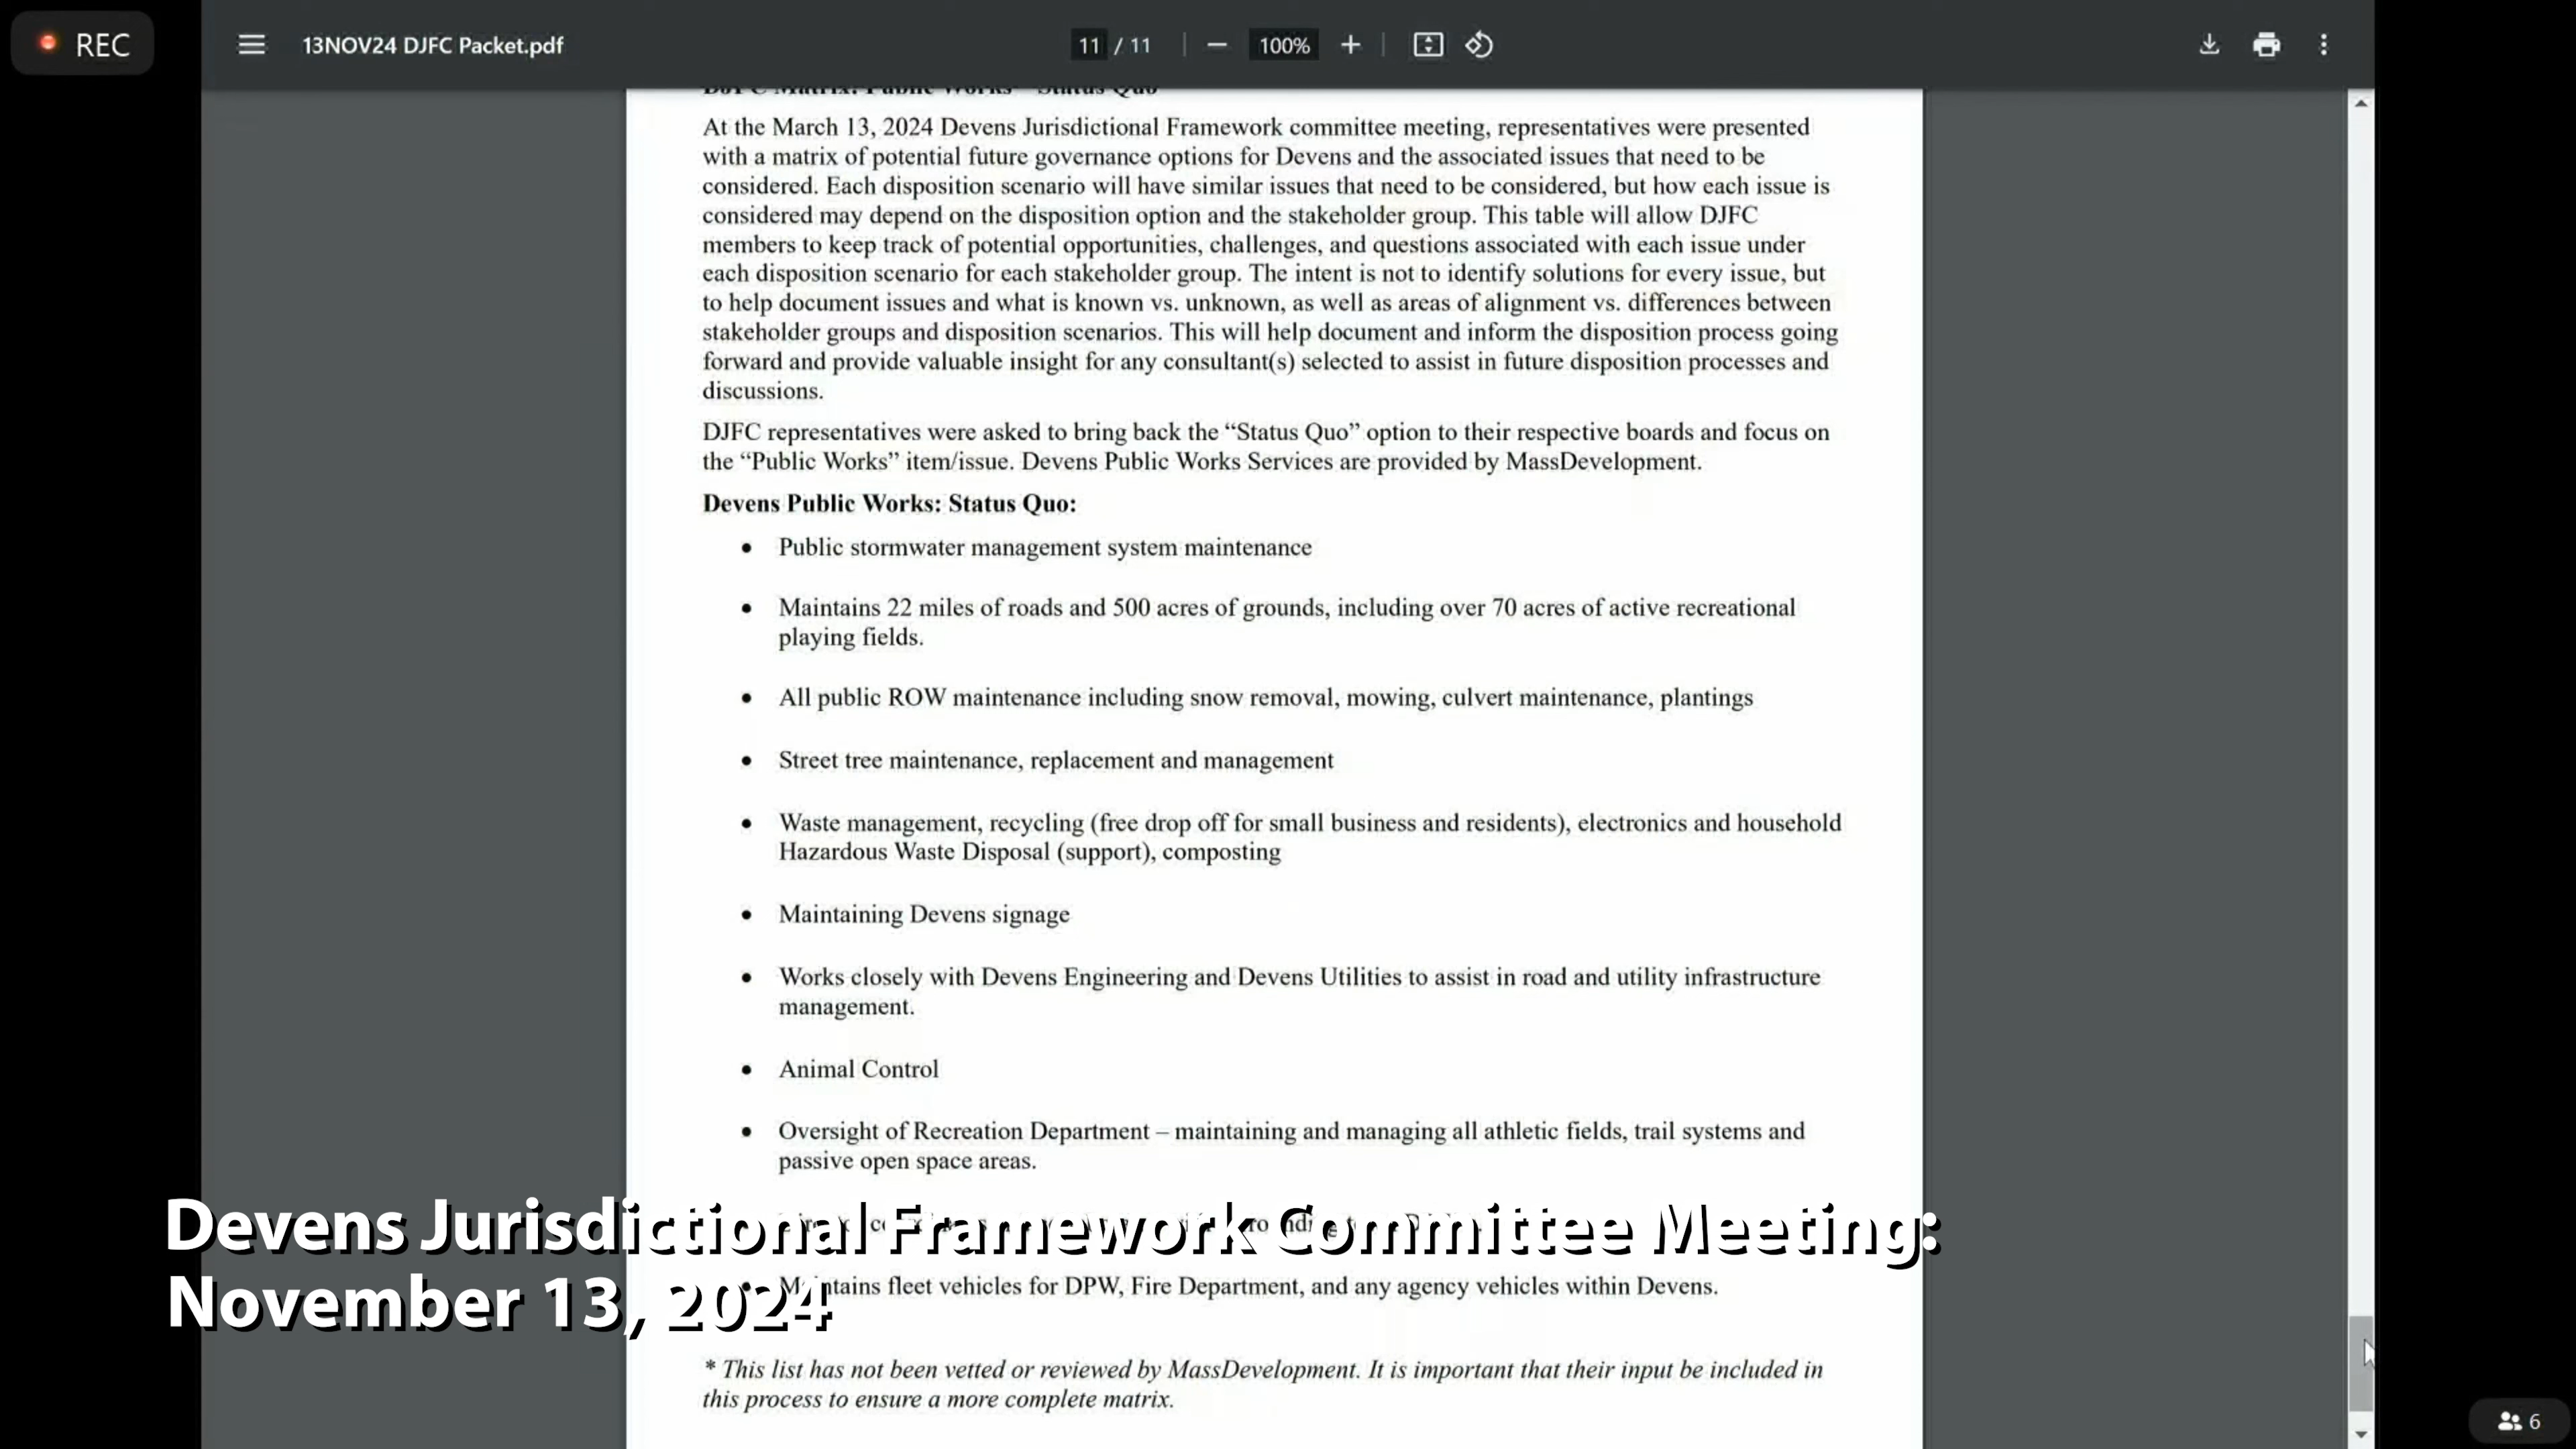 REC
13NOV24 DJFC Packet.pdf
11 / 11
100%
DJFC Matrix: Public Works - Status Quo
At the March 13, 2024 Devens Jurisdictional Framework committee meeting, representatives were presented
with a matrix of potential future governance options for Devens and the associated issues that need to be
considered. Each disposition scenario will have similar issues that need to be considered, but how each issue is
considered may depend on the disposition option and the stakeholder group. This table will allow DJFC
members to keep track of potential opportunities, challenges, and questions associated with each issue under
each disposition scenario for each stakeholder group. The intent is not to identify solutions for every issue, but
to help document issues and what is known vs. unknown, as well as areas of alignment vs. differences between
stakeholder groups and disposition scenarios. This will help document and inform the disposition process going
forward and provide valuable insight for any consultant(s) selected to assist in future disposition processes and
discussions.
DJFC representatives were asked to bring back the “Status Quo” option to their respective boards and focus on
the “Public Works” item/issue. Devens Public Works Services are provided by MassDevelopment.
Devens Public Works: Status Quo:
• Public stormwater management system maintenance
• Maintains 22 miles of roads and 500 acres of grounds, including over 70 acres of active recreational
playing fields.
• All public ROW maintenance including snow removal, mowing, culvert maintenance, plantings
• Street tree maintenance, replacement and management
• Waste management, recycling (free drop off for small business and residents), electronics and household
Hazardous Waste Disposal (support), composting
• Maintaining Devens signage
• Works closely with Devens Engineering and Devens Utilities to assist in road and utility infrastructure
management.
• Animal Control
• Oversight of Recreation Department – maintaining and managing all athletic fields, trail systems and
passive open space areas.
Devens Jurisdictional Framework Committee Meeting:
November 13, 2024
• Maintains fleet vehicles for DPW, Fire Department, and any agency vehicles within Devens.
* This list has not been vetted or reviewed by MassDevelopment. It is important that their input be included in
this process to ensure a more complete matrix.
6